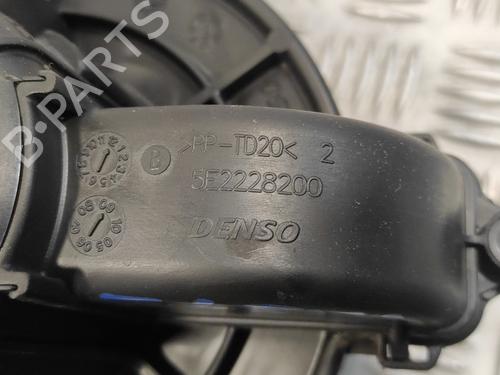 B-PARTS
B
>PP-TD20< 2
5E2228200
DENSO